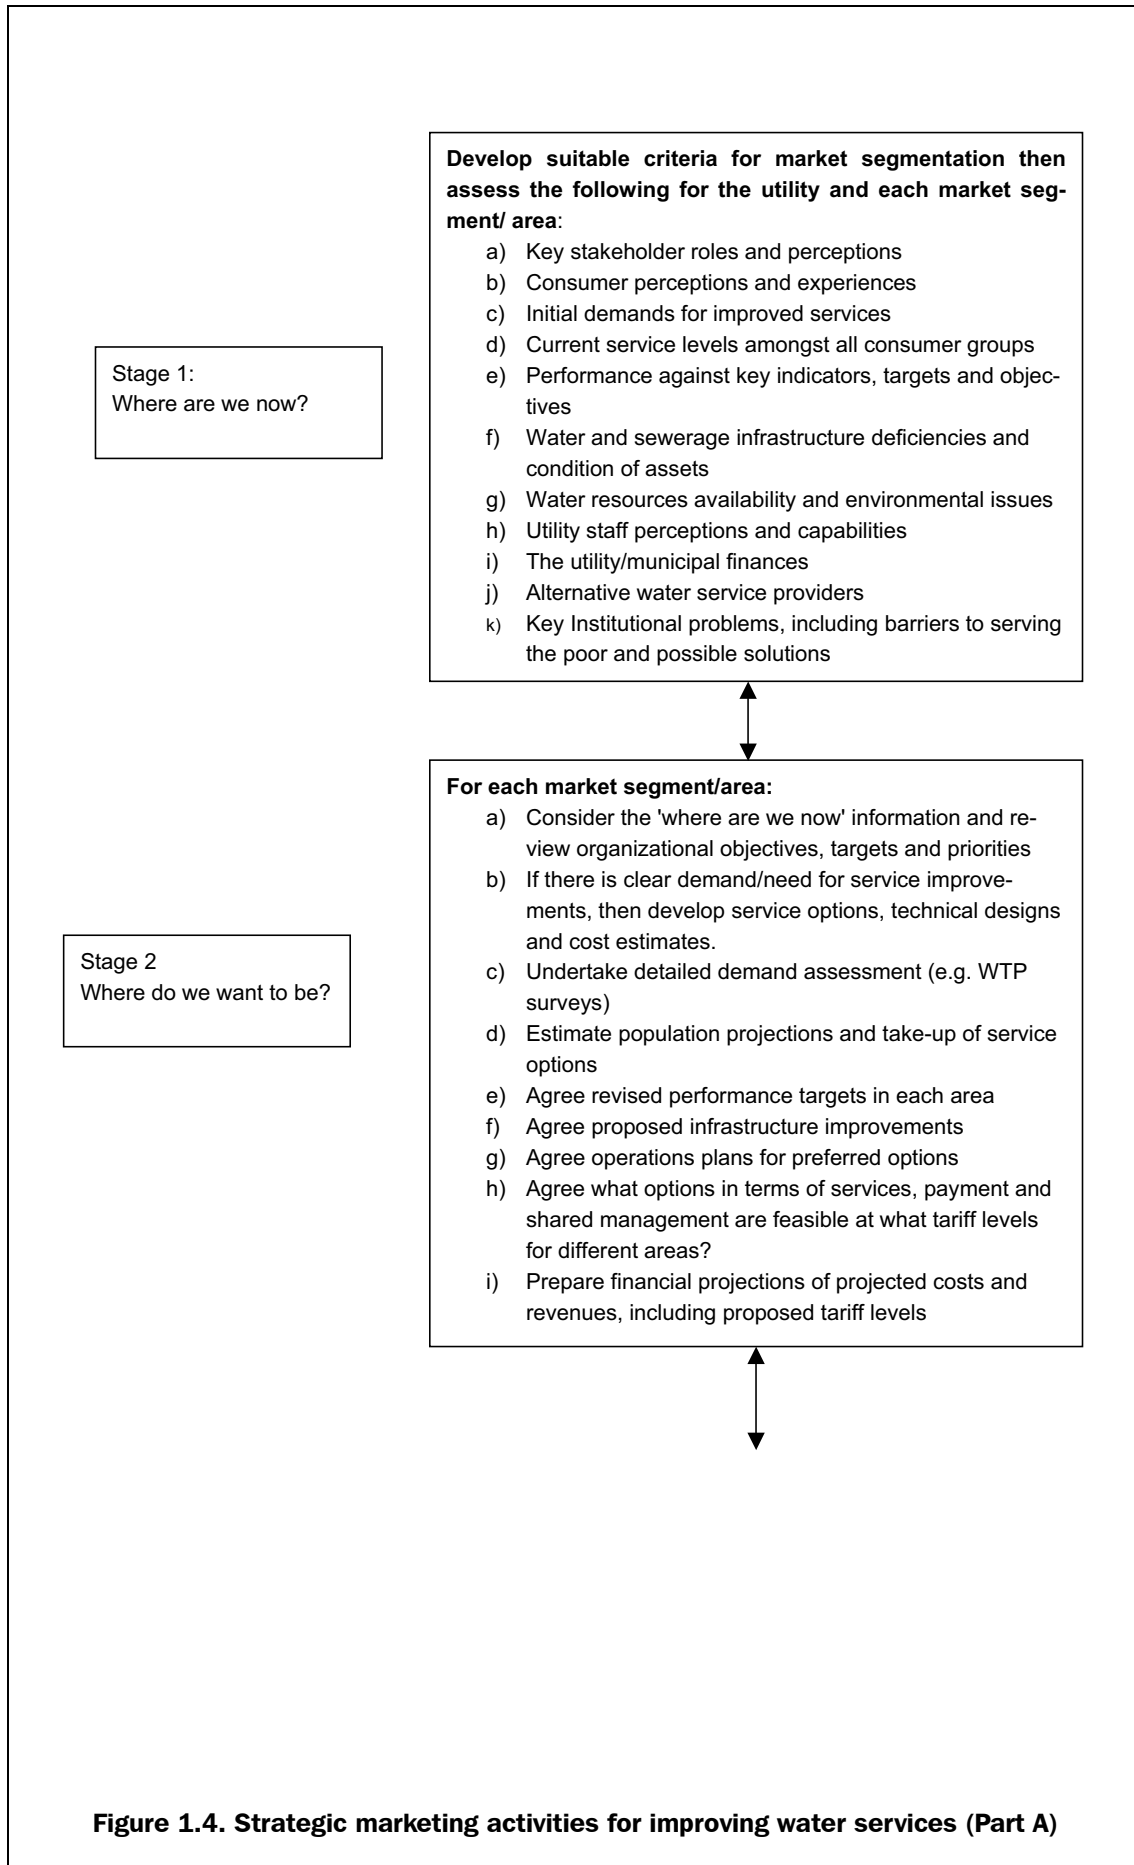 Develop suitable criteria for market segmentation then
assess the following for the utility and each market seg-
ment/ area:
a) Key stakeholder roles and perceptions
b) Consumer perceptions and experiences
c) Initial demands for improved services
d) Current service levels amongst all consumer groups
e) Performance against key indicators, targets and objec-
tives
f) Water and sewerage infrastructure deficiencies and
condition of assets
g) Water resources availability and environmental issues
h) Utility staff perceptions and capabilities
i) The utility/municipal finances
j) Alternative water service providers
k) Key Institutional problems, including barriers to serving
the poor and possible solutions
Stage 1:
Where are we now?
For each market segment/area:
a) Consider the 'where are we now' information and re-
view organizational objectives, targets and priorities
b) If there is clear demand/need for service improve-
ments, then develop service options, technical designs
and cost estimates.
c) Undertake detailed demand assessment (e.g. WTP
surveys)
d) Estimate population projections and take-up of service
options
e) Agree revised performance targets in each area
f) Agree proposed infrastructure improvements
g) Agree operations plans for preferred options
h) Agree what options in terms of services, payment and
shared management are feasible at what tariff levels
for different areas?
i) Prepare financial projections of projected costs and
revenues, including proposed tariff levels
Stage 2
Where do we want to be?
Figure 1.4. Strategic marketing activities for improving water services (Part A)